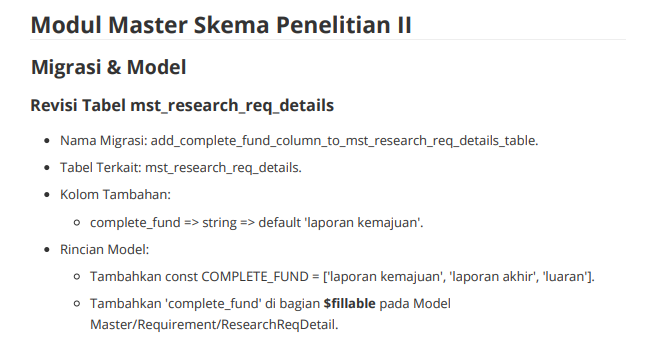 Modul Master Skema Penelitian II
Migrasi & Model
Revisi Tabel mst_research_req_details
• Nama Migrasi: add_complete_fund_column_to_mst_research_req_details_table.
• Tabel Terkait: mst_research_req_details.
• Kolom Tambahan:
◦ complete_fund => string => default 'laporan kemajuan'.
• Rincian Model:
◦ Tambahkan const COMPLETE_FUND = ['laporan kemajuan', 'laporan akhir', 'luaran'].
◦ Tambahkan 'complete_fund' di bagian $fillable pada Model
Master/Requirement/ResearchReqDetail.